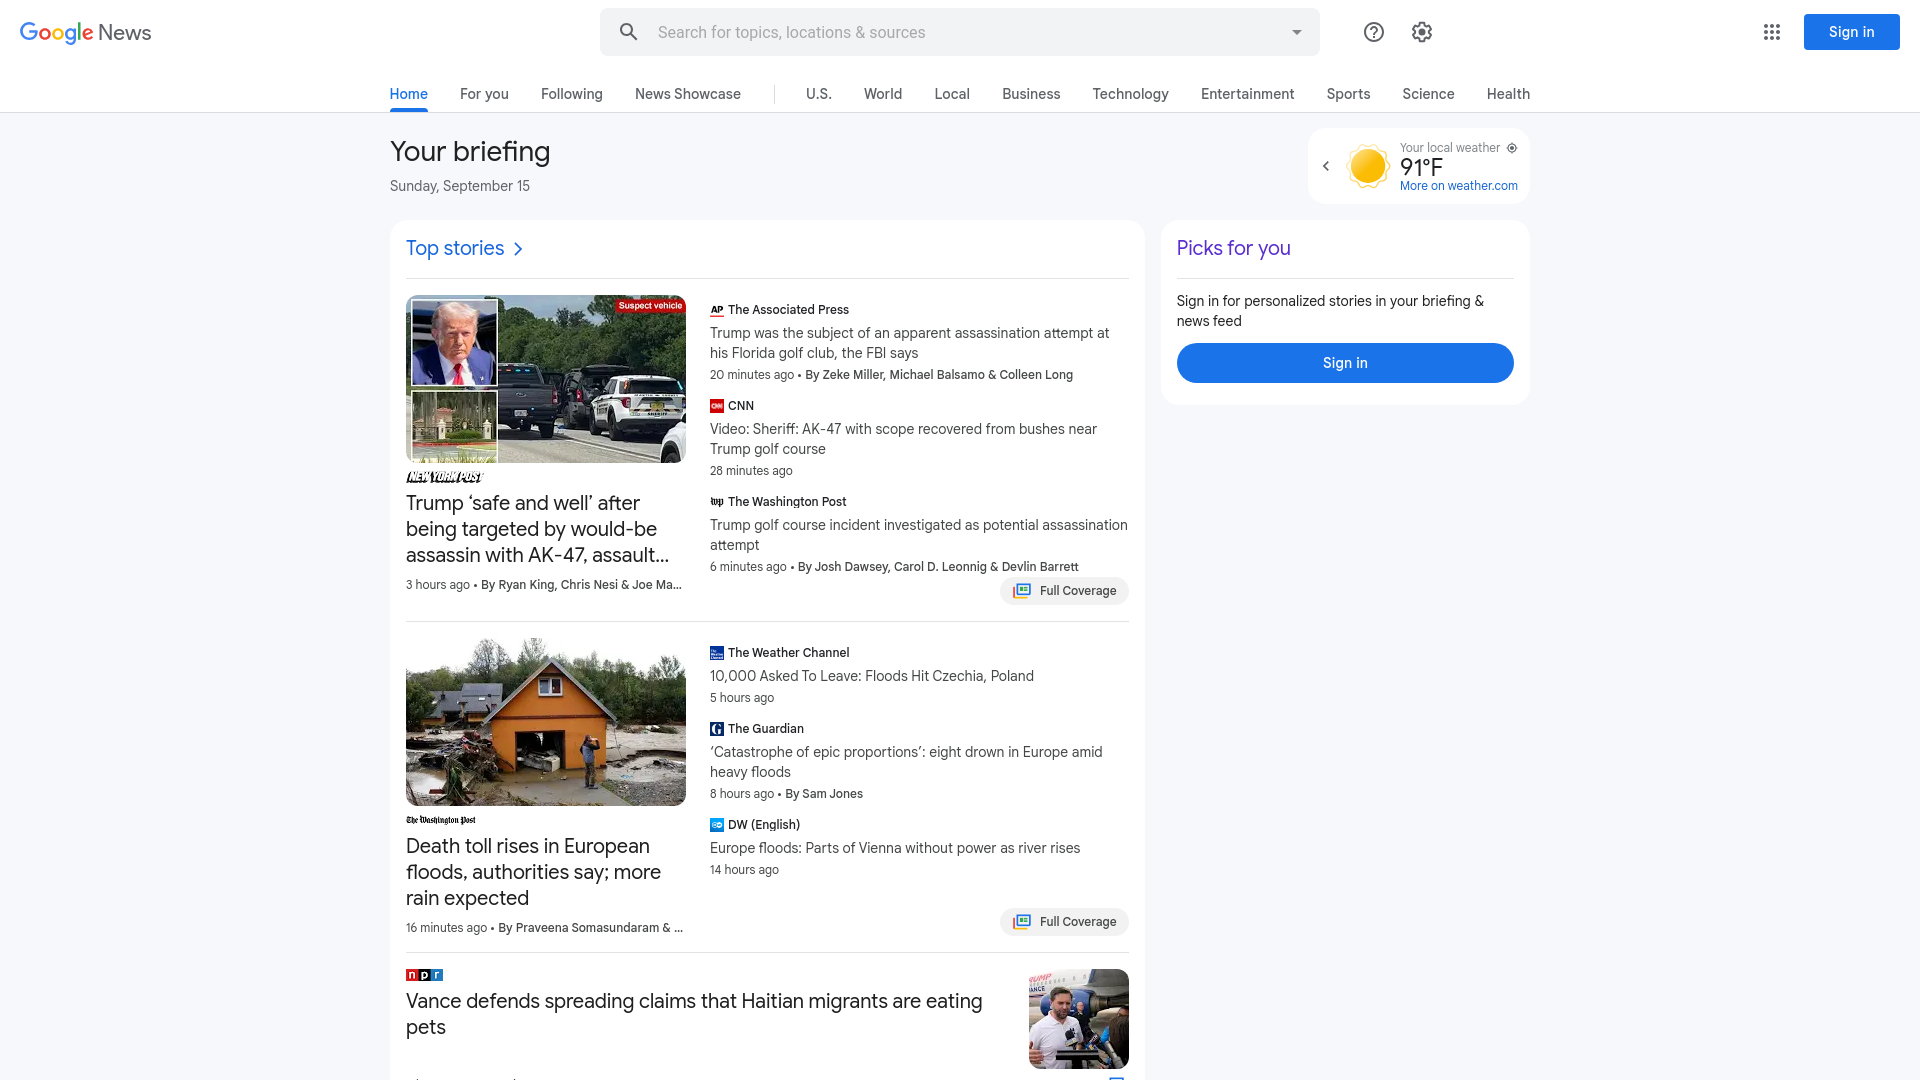 Google News
Search for topics, locations & sources
Sign in
Home
For you
Following
News Showcase
U.S.
World
Local
Business
Technology
Entertainment
Sports
Science
Health
Your briefing
Sunday, September 15
Your local weather
91°F
More on weather.com
Top stories
Suspect vehicle
NEW YORK POST
Trump ‘safe and well’ after
being targeted by would-be
assassin with AK-47, assault...
3 hours ago • By Ryan King, Chris Nesi & Joe Ma...
AP The Associated Press
Trump was the subject of an apparent assassination attempt at
his Florida golf club, the FBI says
20 minutes ago • By Zeke Miller, Michael Balsamo & Colleen Long
CNN CNN
Video: Sheriff: AK-47 with scope recovered from bushes near
Trump golf course
28 minutes ago
wp The Washington Post
Trump golf course incident investigated as potential assassination
attempt
6 minutes ago • By Josh Dawsey, Carol D. Leonnig & Devlin Barrett
Full Coverage
The Washington Post
Death toll rises in European
floods, authorities say; more
rain expected
16 minutes ago • By Praveena Somasundaram & ...
The Weather Channel
10,000 Asked To Leave: Floods Hit Czechia, Poland
5 hours ago
G The Guardian
‘Catastrophe of epic proportions’: eight drown in Europe amid
heavy floods
8 hours ago • By Sam Jones
DW (English)
Europe floods: Parts of Vienna without power as river rises
14 hours ago
Full Coverage
npr
Vance defends spreading claims that Haitian migrants are eating
pets
Picks for you
Sign in for personalized stories in your briefing &
news feed
Sign in